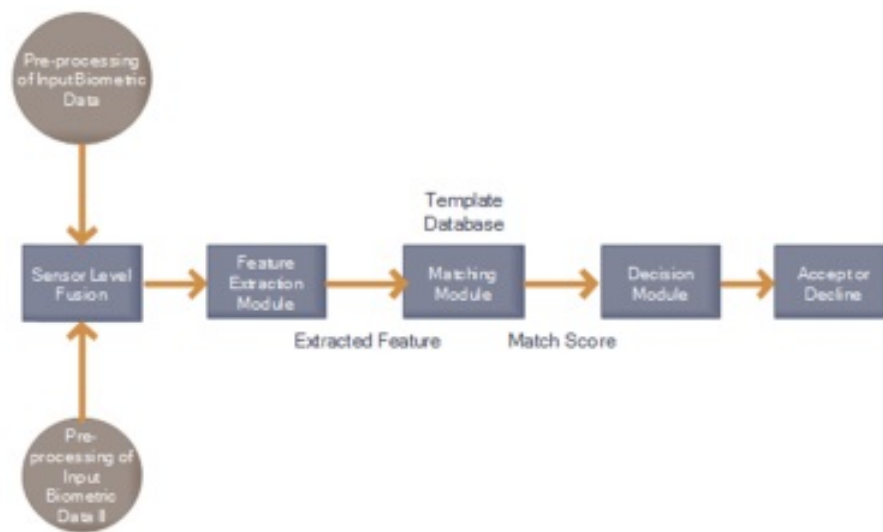 Pre-processing
of Input Biometric
Data
Template
Database
Sensor Level
Fusion
Feature
Extraction
Module
Matching
Module
Decision
Module
Accept or
Decline
Extracted Feature
Match Score
Pre-
processing of
Input
Biometric
Data II